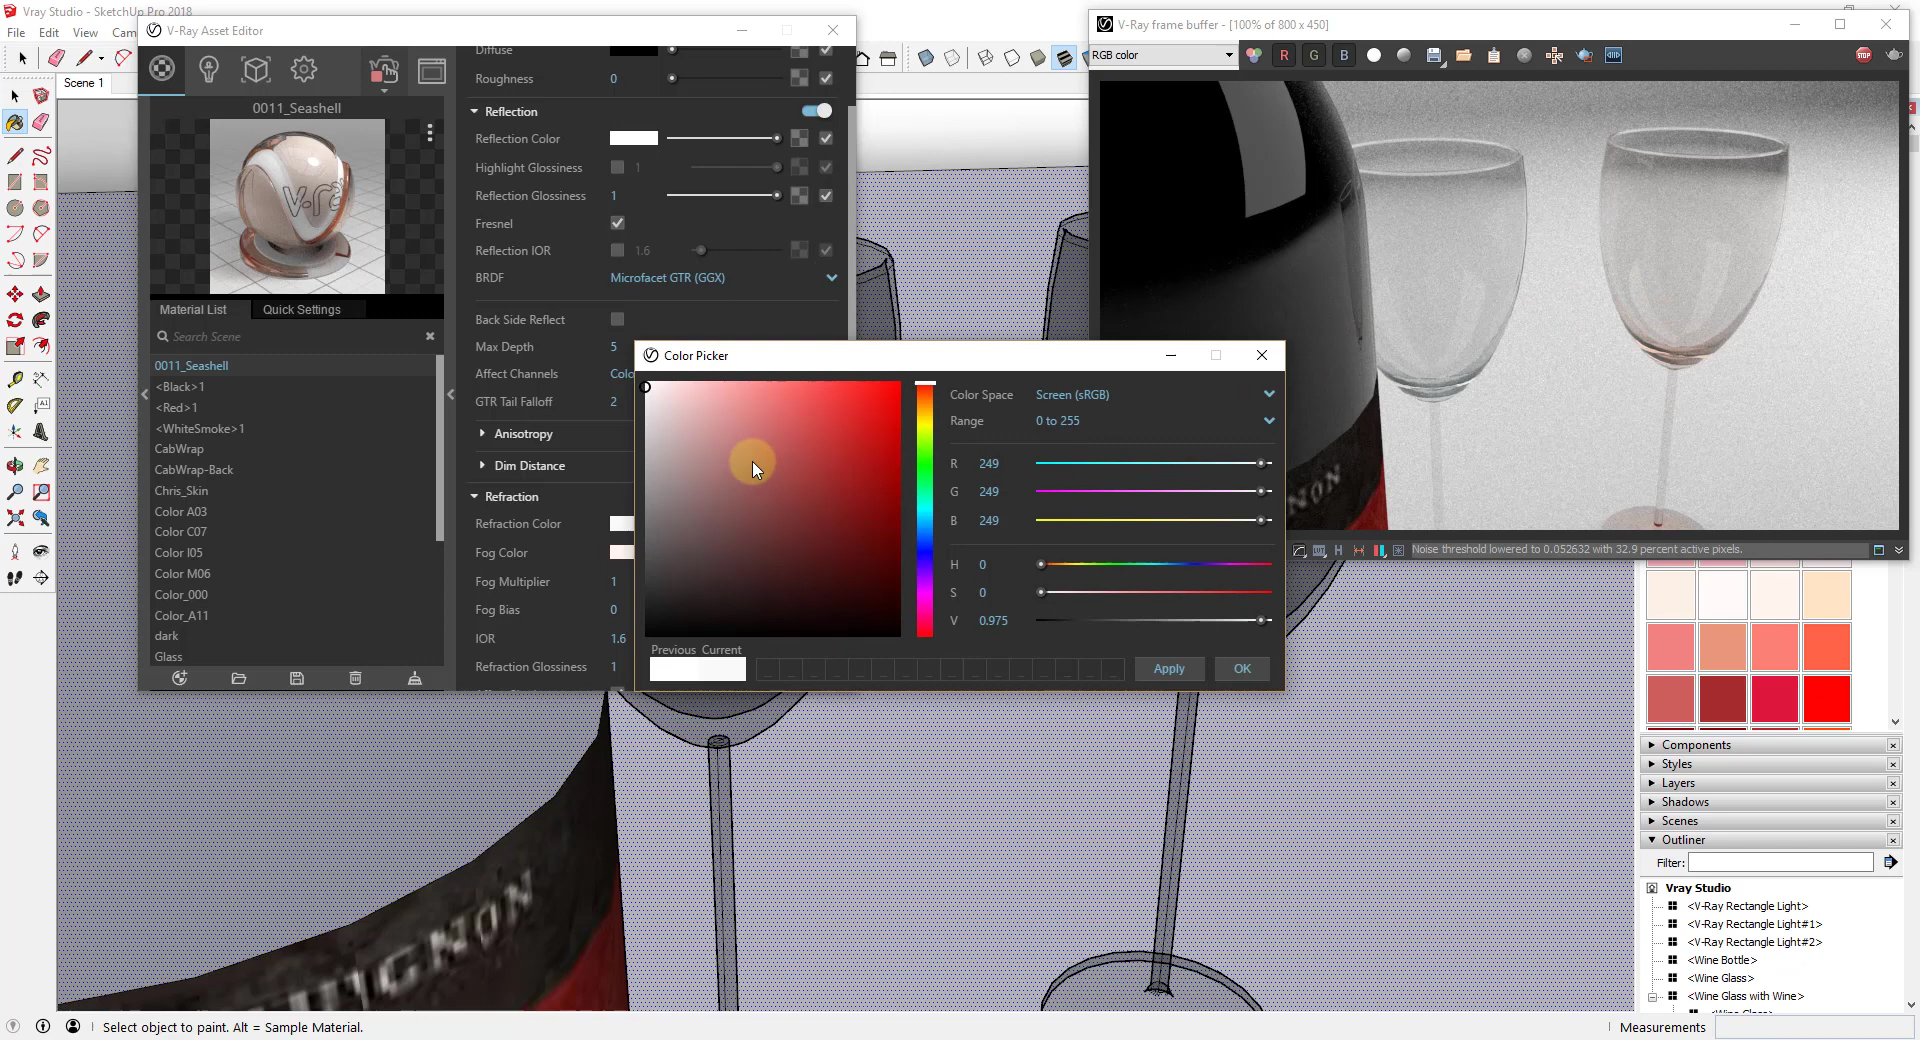 Vray Studio - SketchUp Pro 2018
File Edit View Cam
Scene 1
V-Ray Asset Editor
0011_Seashell
V-ra
Material List Quick Settings
Search Scene
0011_Seashell
<Black>1
<Red>1
<WhiteSmoke>1
CabWrap
CabWrap-Back
Chris_Skin
Color A03
Color C07
Color I05
Color M06
Color_000
Color_A11
dark
Glass
Diffuse
Roughness 0
Reflection
Reflection Color
Highlight Glossiness 1
Reflection Glossiness 1
Fresnel
Reflection IOR 1.6
BRDF Microfacet GTR (GGX)
Back Side Reflect
Max Depth 5
Affect Channels Colo
GTR Tail Falloff 2
Anisotropy
Dim Distance
Refraction
Refraction Color
Fog Color
Fog Multiplier 1
Fog Bias 0
IOR 1.6
Refraction Glossiness 1
Color Picker
Color Space Screen (sRGB)
Range 0 to 255
R 249
G 249
B 249
H 0
S 0
V 0.975
Previous Current
Apply OK
V-Ray frame buffer - [100% of 800 x 450]
RGB color R G B STOP
NON
H Noise threshold lowered to 0.052632 with 32.9 percent active pixels.
Components
Styles
Layers
Shadows
Scenes
Outliner
Filter:
Vray Studio
<V-Ray Rectangle Light>
<V-Ray Rectangle Light#1>
<V-Ray Rectangle Light#2>
<Wine Bottle>
<Wine Glass>
<Wine Glass with Wine>
Select object to paint. Alt = Sample Material.
Measurements